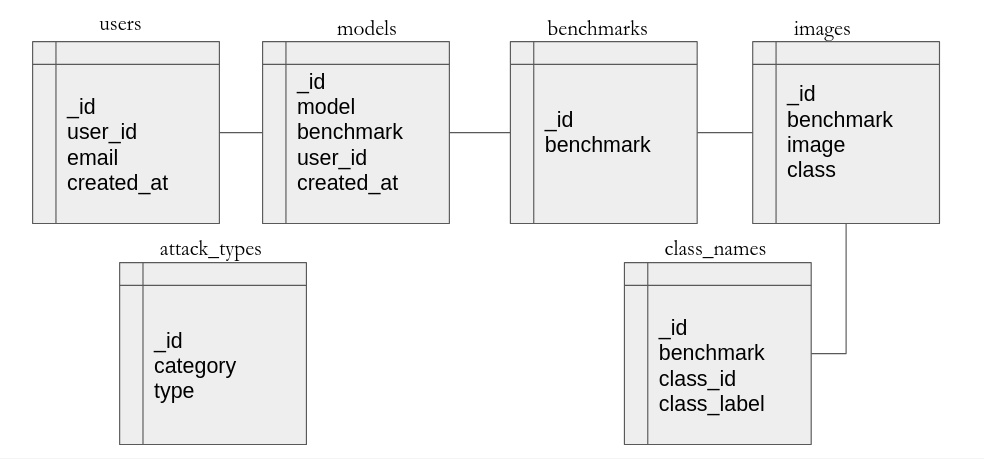 users
_id
user_id
email
created_at
models
_id
model
benchmark
user_id
created_at
benchmarks
_id
benchmark
images
_id
benchmark
image
class
attack_types
_id
category
type
class_names
_id
benchmark
class_id
class_label